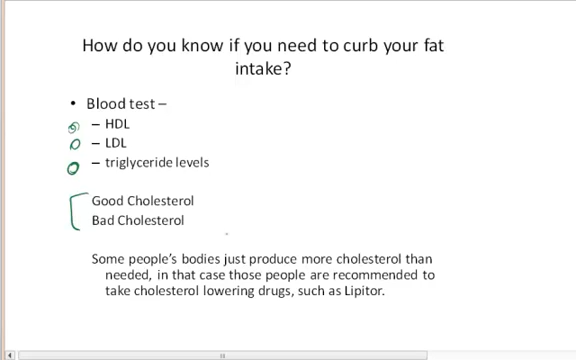 How do you know if you need to curb your fat
intake?
• Blood test –
– HDL
– LDL
– triglyceride levels
Good Cholesterol
Bad Cholesterol
Some people's bodies just produce more cholesterol than
needed, in that case those people are recommended to
take cholesterol lowering drugs, such as Lipitor.